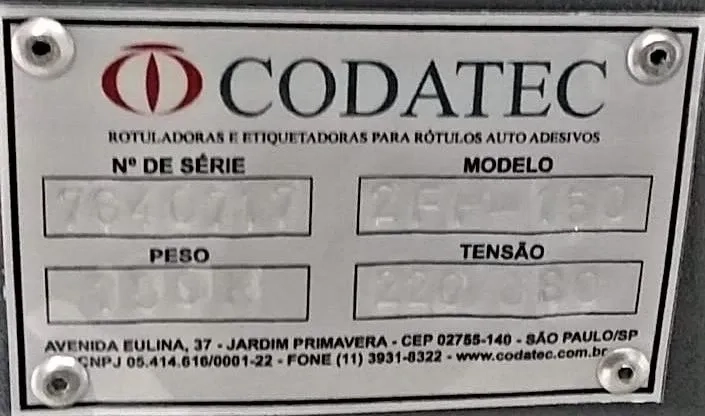 CODATEC
ROTULADORAS E ETIQUETADORAS PARA RÓTULOS AUTO ADESIVOS
Nº DE SÉRIE MODELO
PESO TENSÃO
220 380
AVENIDA EULINA, 37 - JARDIM PRIMAVERA - CEP 02755-140 - SÃO PAULO/SP
CNPJ 05.414.616/0001-22 - FONE (11) 3931-8322 - www.codatec.com.br